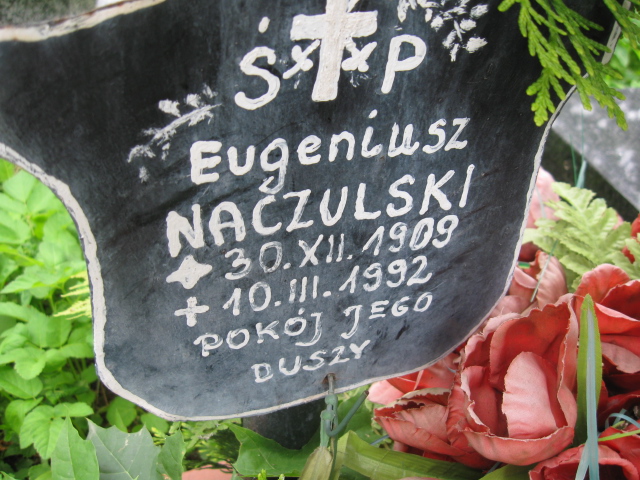 Ś P
Eugeniusz
NACZULSKI
30.XII.1909
+ 10.III.1992
POKÓJ JEGO
DUSZY